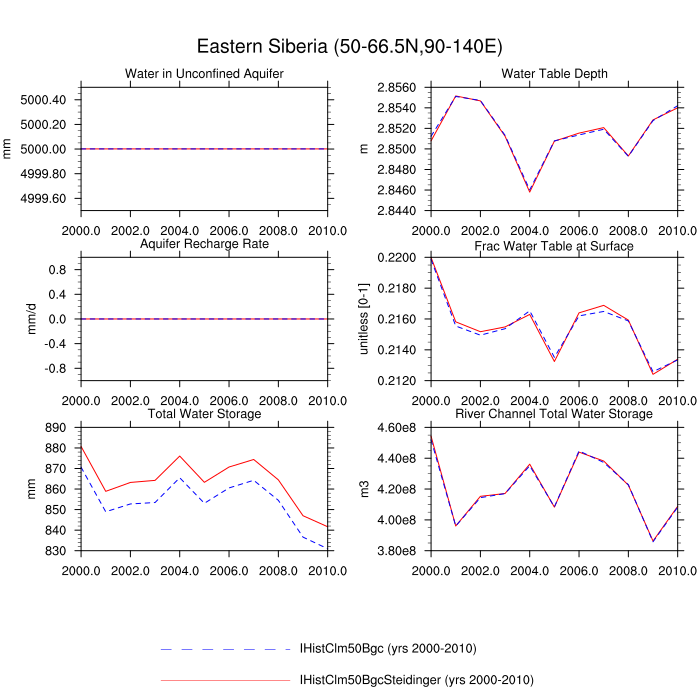 Eastern Siberia (50-66.5N,90-140E)
Water in Unconfined Aquifer
5000.40
5000.20
5000.00
4999.80
4999.60
mm
2000.0 2002.0 2004.0 2006.0 2008.0 2010.0
Water Table Depth
2.8560
2.8540
2.8520
2.8500
2.8480
2.8460
2.8440
m
2000.0 2002.0 2004.0 2006.0 2008.0 2010.0
Aquifer Recharge Rate
0.8
0.4
0.0
-0.4
-0.8
mm/d
2000.0 2002.0 2004.0 2006.0 2008.0 2010.0
Frac Water Table at Surface
0.2200
0.2180
0.2160
0.2140
0.2120
unitless [0-1]
2000.0 2002.0 2004.0 2006.0 2008.0 2010.0
Total Water Storage
890
880
870
860
850
840
830
mm
2000.0 2002.0 2004.0 2006.0 2008.0 2010.0
River Channel Total Water Storage
4.60e8
4.40e8
4.20e8
4.00e8
3.80e8
m3
2000.0 2002.0 2004.0 2006.0 2008.0 2010.0
IHistClm50Bgc (yrs 2000-2010)
IHistClm50BgcSteidinger (yrs 2000-2010)